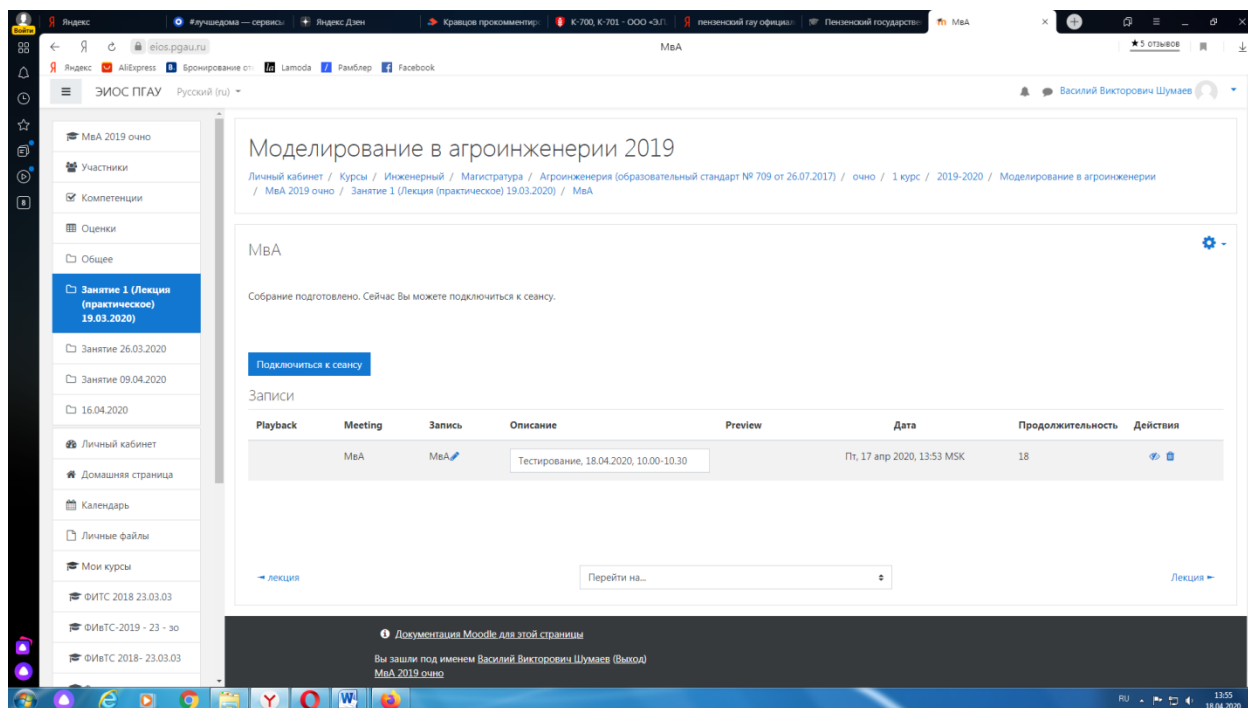 Яндекс
#лучшедома — сервисы
Яндекс Дзен
Кравцов прокомментир
К-700, К-701 - ООО «З.Г
пензенский гау официал
Пензенский государстве
МвА
Войти
eios.pgau.ru
МвА
★5 отзывов
Яндекс
AliExpress
Бронирование от
Lamoda
Рамблер
Facebook
ЭИОС ПГАУ
Русский (ru)
Василий Викторович Шумаев
МвА 2019 очно
Участники
Компетенции
Оценки
Общее
Занятие 1 (Лекция
(практическое)
19.03.2020)
Занятие 26.03.2020
Занятие 09.04.2020
16.04.2020
Личный кабинет
Домашняя страница
Календарь
Личные файлы
Мои курсы
ФИТС 2018 23.03.03
ФИвТС-2019 - 23 - зо
ФИвТС 2018- 23.03.03
Моделирование в агроинженерии 2019
Личный кабинет / Курсы / Инженерный / Магистратура / Агроинженерия (образовательный стандарт № 709 от 26.07.2017) / очно / 1 курс / 2019-2020 / Моделирование в агроинженерии
/ МвА 2019 очно / Занятие 1 (Лекция (практическое) 19.03.2020) / МвА
МвА
Собрание подготовлено. Сейчас Вы можете подключиться к сеансу.
Подключиться к сеансу
Записи
Playback Meeting Запись Описание Preview Дата Продолжительность Действия
МвА МвА Тестирование, 18.04.2020, 10.00-10.30 Пт, 17 апр 2020, 13:53 MSK 18
◄ лекция
Перейти на...
Лекция ►
Документация Moodle для этой страницы
Вы зашли под именем Василий Викторович Шумаев (Выход)
МвА 2019 очно
RU
13:55
18.04.2020